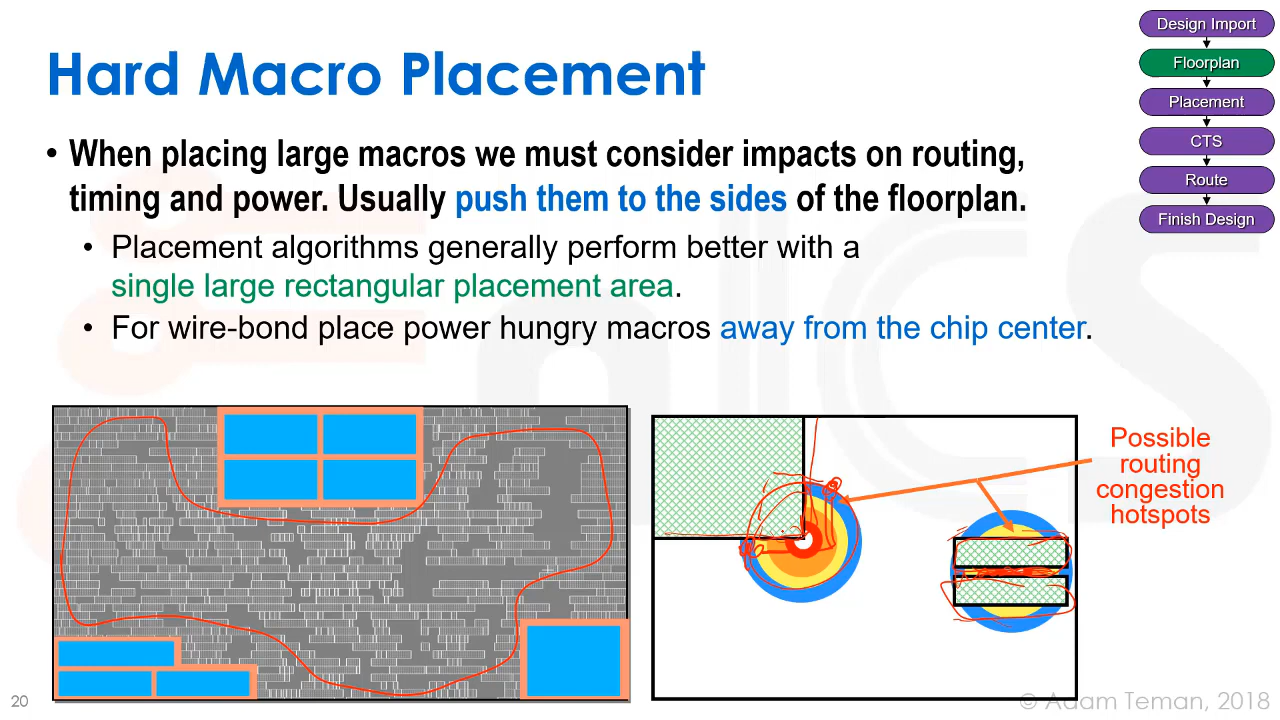 Hard Macro Placement
• When placing large macros we must consider impacts on routing,
timing and power. Usually push them to the sides of the floorplan.
• Placement algorithms generally perform better with a
single large rectangular placement area.
• For wire-bond place power hungry macros away from the chip center.
Design Import
Floorplan
Placement
CTS
Route
Finish Design
Possible
routing
congestion
hotspots
20
© Adam Teman, 2018